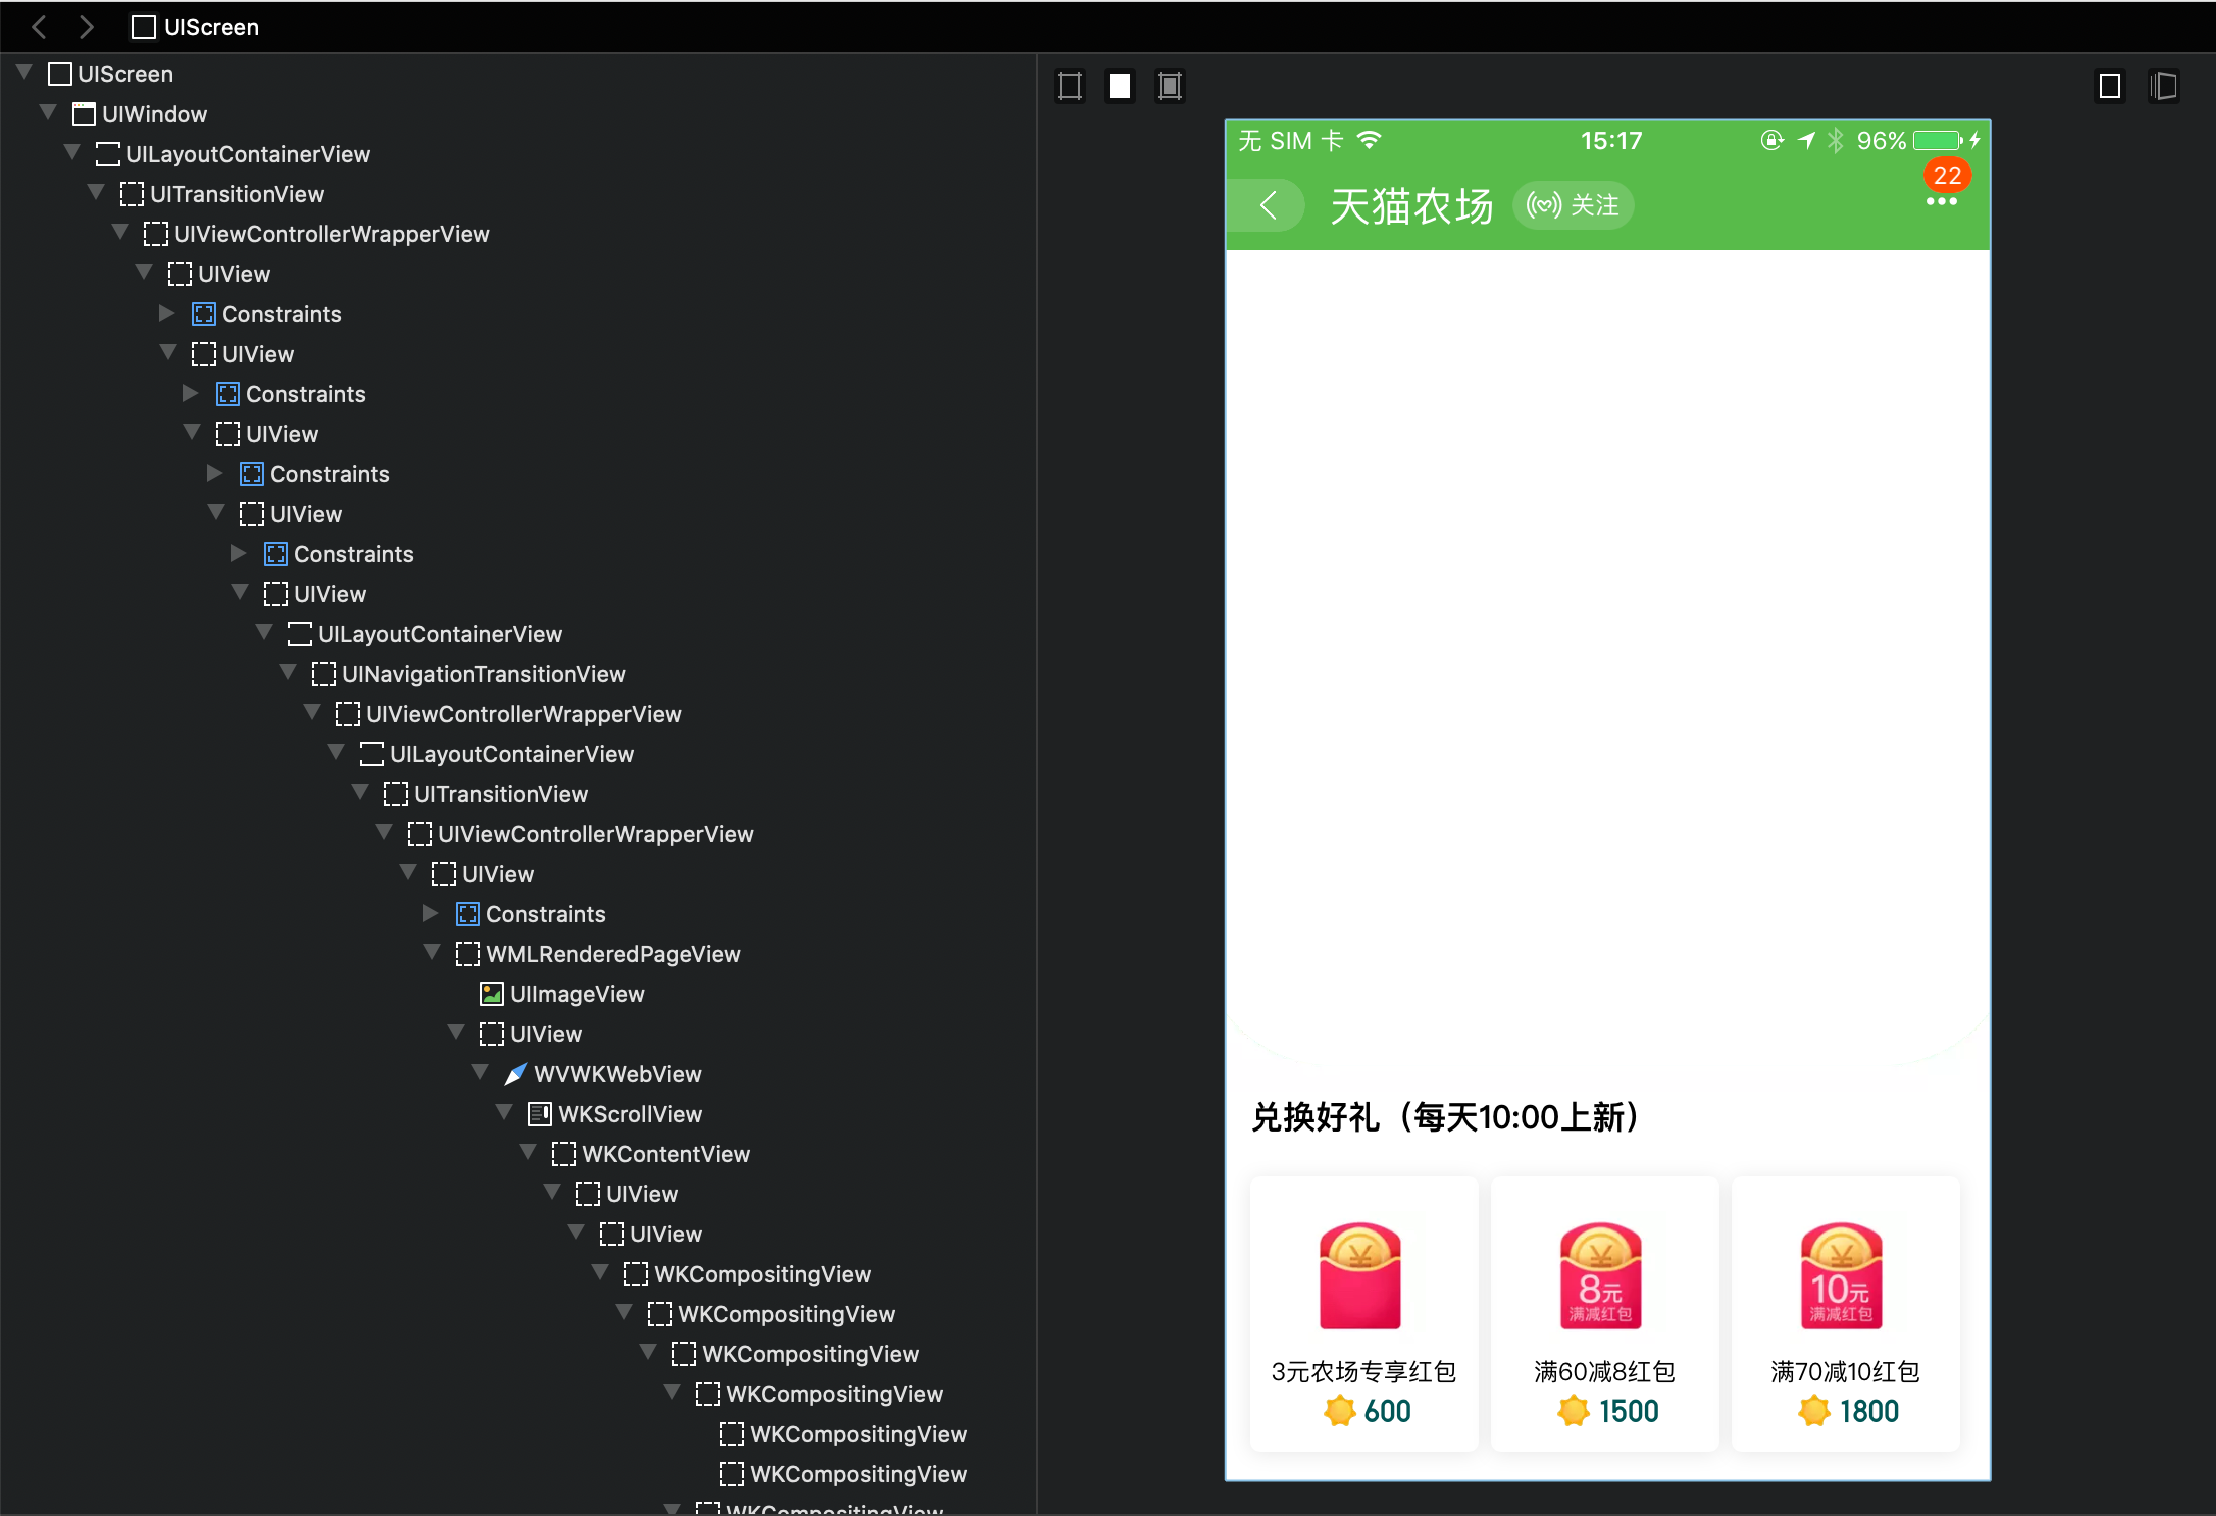 UIScreen
UIScreen
UIWindow
UILayoutContainerView
UITransitionView
UIViewControllerWrapperView
UIView
Constraints
UIView
Constraints
UIView
Constraints
UIView
Constraints
UIView
UILayoutContainerView
UINavigationTransitionView
UIViewControllerWrapperView
UILayoutContainerView
UITransitionView
UIViewControllerWrapperView
UIView
Constraints
WMLRenderedPageView
UIImageView
UIView
WVWKWebView
WKScrollView
WKContentView
UIView
UIView
WKCompositingView
WKCompositingView
WKCompositingView
WKCompositingView
WKCompositingView
WKCompositingView
WKCompositingView
无 SIM 卡 15:17 96%
22
天猫农场 关注
兑换好礼（每天10:00上新）
8元 10元
满减红包 满减红包
3元农场专享红包 满60减8红包 满70减10红包
600 1500 1800